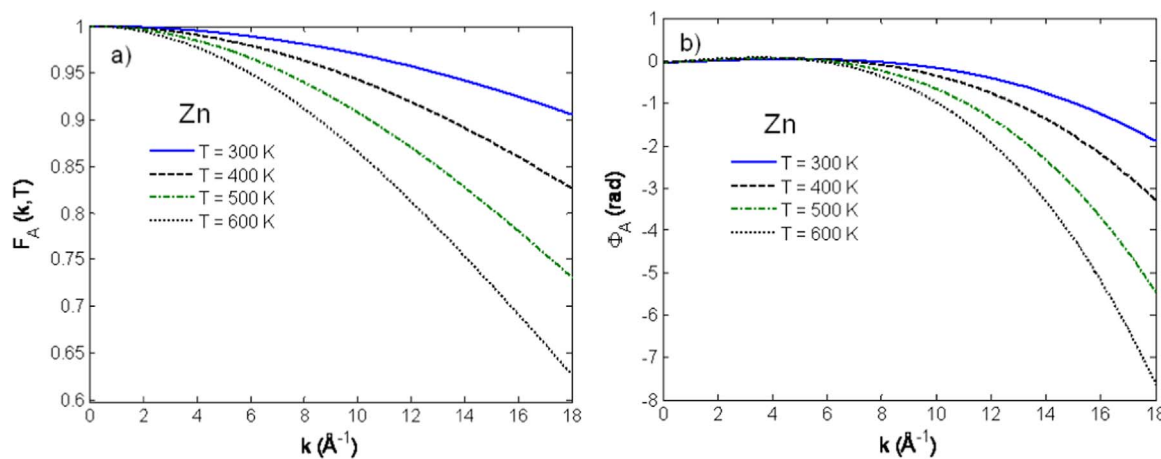 a)
Zn
T = 300 K
T = 400 K
T = 500 K
T = 600 K
F_A (k,T)
1
0.95
0.9
0.85
0.8
0.75
0.7
0.65
0.6
0 2 4 6 8 10 12 14 16 18
k (Å⁻¹)
b)
Zn
T = 300 K
T = 400 K
T = 500 K
T = 600 K
Φ_A (rad)
1
0
-1
-2
-3
-4
-5
-6
-7
-8
0 2 4 6 8 10 12 14 16 18
k (Å⁻¹)